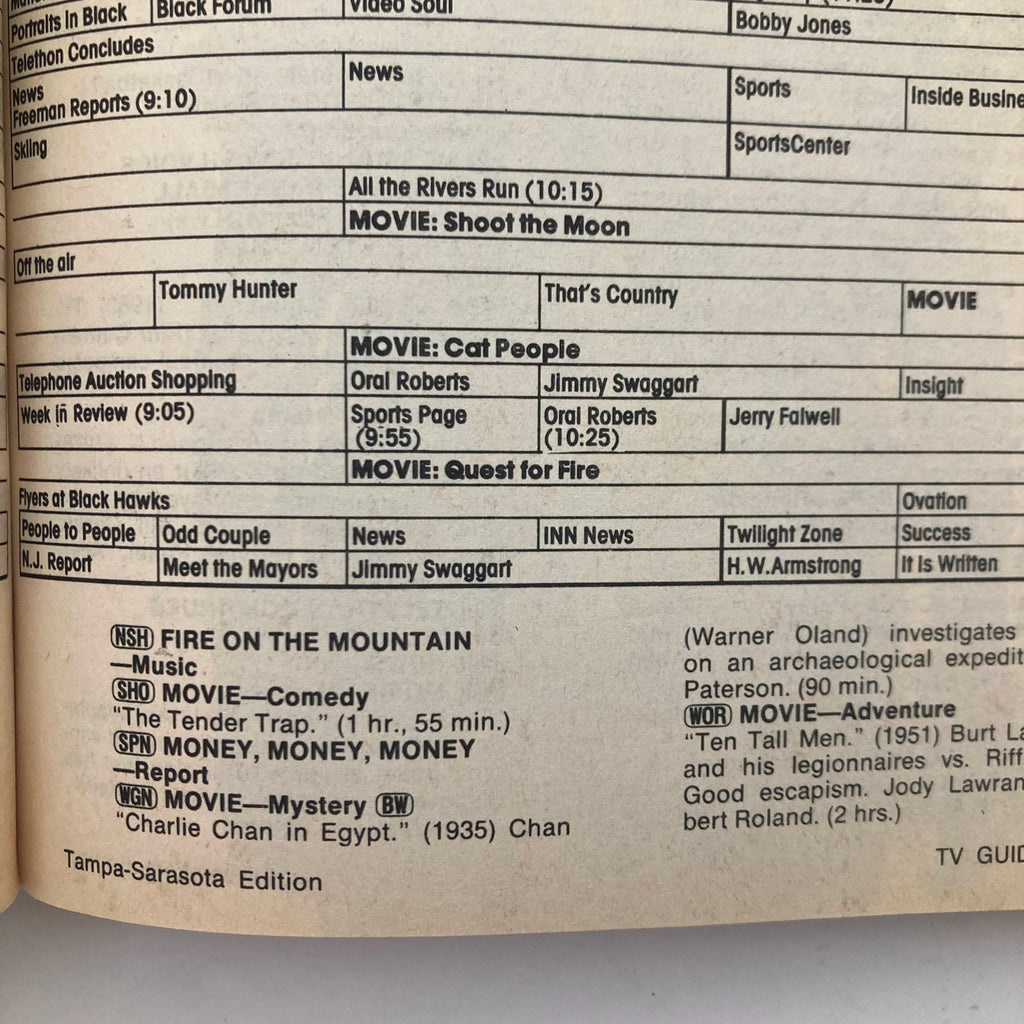 Portraits In Black
Black Forum
Video Soul
Bobby Jones
Telethon Concludes
News
Freeman Reports (9:10)
News
Sports
Inside
Skiing
SportsCenter
All the Rivers Run (10:15)
MOVIE: Shoot the Moon
Off the air
Tommy Hunter
That's Country
MOVIE
MOVIE: Cat People
Telephone Auction Shopping
Oral Roberts
Jimmy Swaggart
Insight
Week in Review (9:05)
Sports Page
(9:55)
Oral Roberts
(10:25)
Jerry Falwell
MOVIE: Quest for Fire
Flyers at Black Hawks
Ovation
People to People
Odd Couple
News
INN News
Twilight Zone
Success
N.J. Report
Meet the Mayors
Jimmy Swaggart
H.W.Armstrong
It Is Written
NSH FIRE ON THE MOUNTAIN
—Music
SHO MOVIE—Comedy
"The Tender Trap." (1 hr., 55 min.)
SPN MONEY, MONEY, MONEY
—Report
WGN MOVIE—Mystery BW
"Charlie Chan in Egypt." (1935) Chan
(Warner Oland) investigates
on an archaeological
Paterson. (90 min.)
WOR MOVIE—Adventure
"Ten Tall Men." (1951) Burt
and his legionnaires vs.
Good escapism. Jody
bert Roland. (2 hrs.)
Tampa-Sarasota Edition
TV